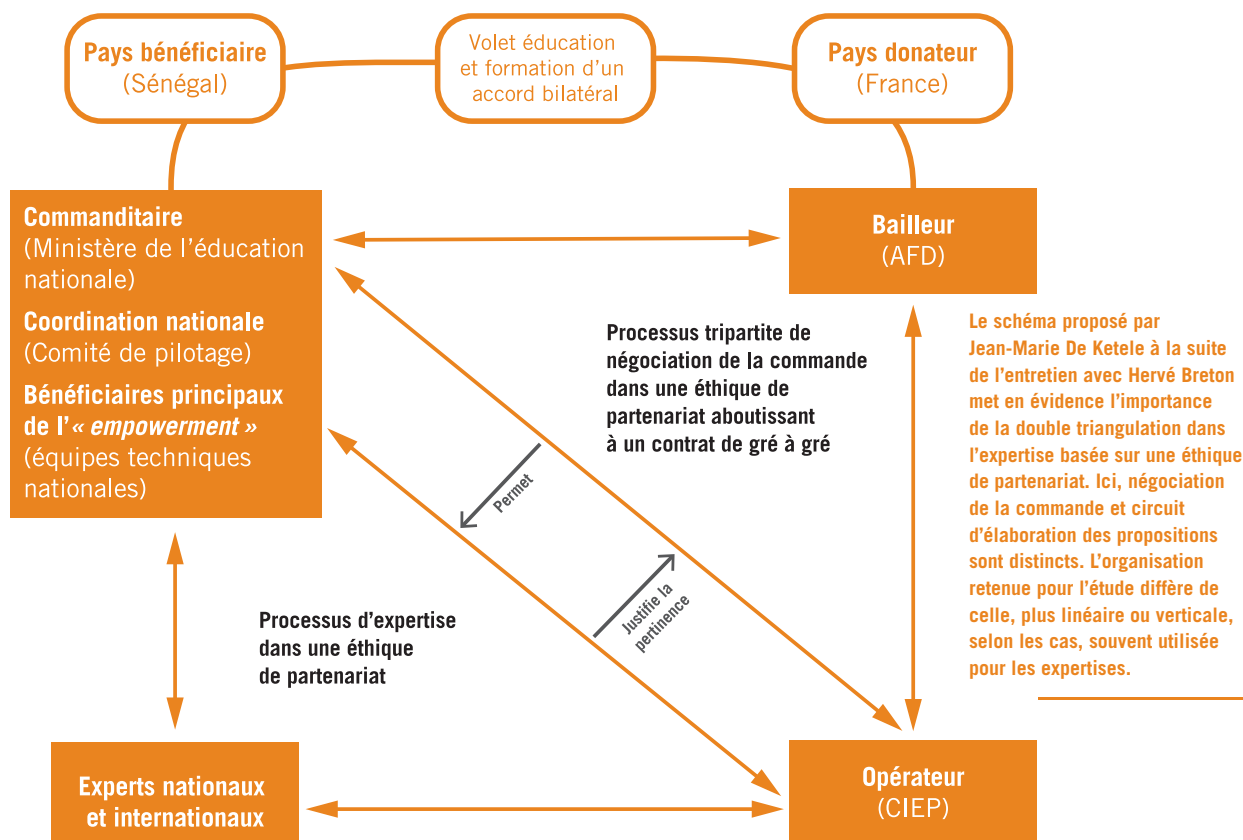 Pays bénéficiaire
(Sénégal)
Volet éducation
et formation d’un
accord bilatéral
Pays donateur
(France)
Commanditaire
(Ministère de l’éducation
nationale)
Coordination nationale
(Comité de pilotage)
Bénéficiaires principaux
de l’« empowerment »
(équipes techniques
nationales)
Bailleur
(AFD)
Processus tripartite de
négociation de la commande
dans une éthique de
partenariat aboutissant
à un contrat de gré à gré
Le schéma proposé par
Jean-Marie De Ketele à la suite
de l’entretien avec Hervé Breton
met en évidence l’importance
de la double triangulation dans
l’expertise basée sur une éthique
de partenariat. Ici, négociation
de la commande et circuit
d’élaboration des propositions
sont distincts. L’organisation
retenue pour l’étude diffère de
celle, plus linéaire ou verticale,
selon les cas, souvent utilisée
pour les expertises.
Permet
Justifie la
pertinence
Processus d’expertise
dans une éthique
de partenariat
Experts nationaux
et internationaux
Opérateur
(CIEP)